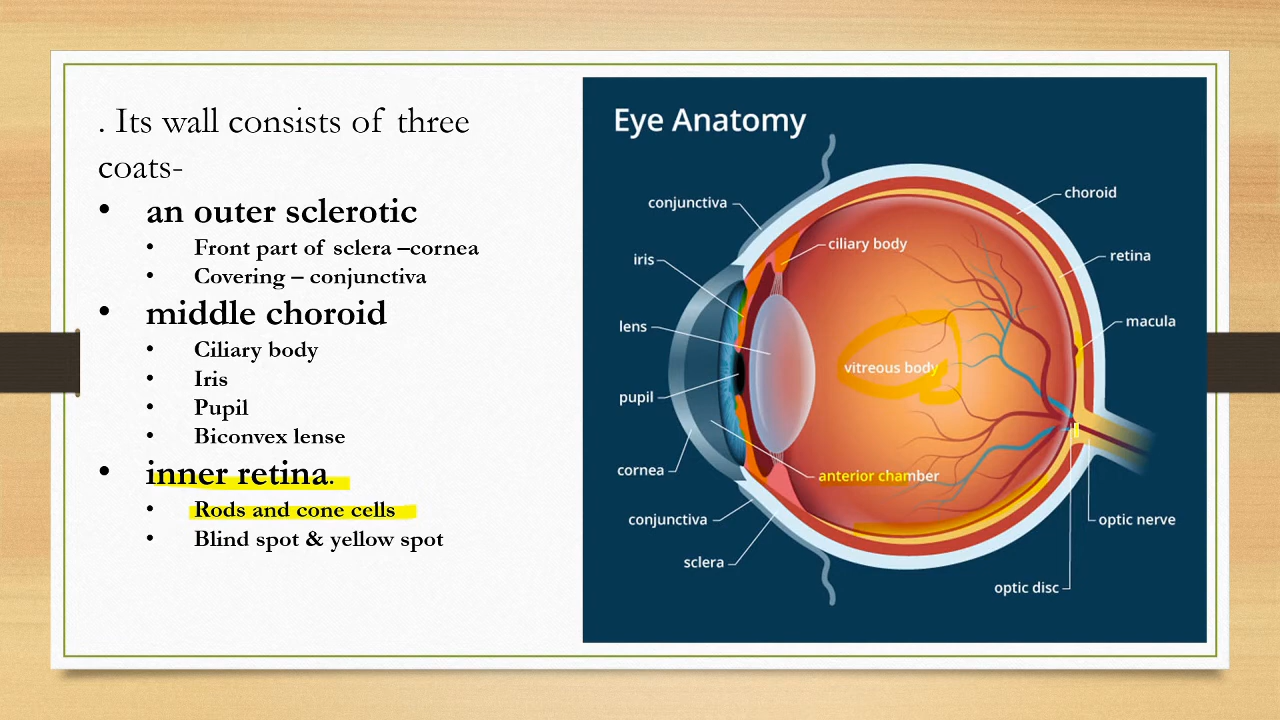 . Its wall consists of three
coats-
• an outer sclerotic
• Front part of sclera –cornea
• Covering – conjunctiva
• middle choroid
• Ciliary body
• Iris
• Pupil
• Biconvex lense
• inner retina.
• Rods and cone cells
• Blind spot & yellow spot
Eye Anatomy
conjunctiva
choroid
ciliary body
iris
retina
lens
macula
vitreous body
pupil
cornea
anterior chamber
conjunctiva
optic nerve
sclera
optic disc